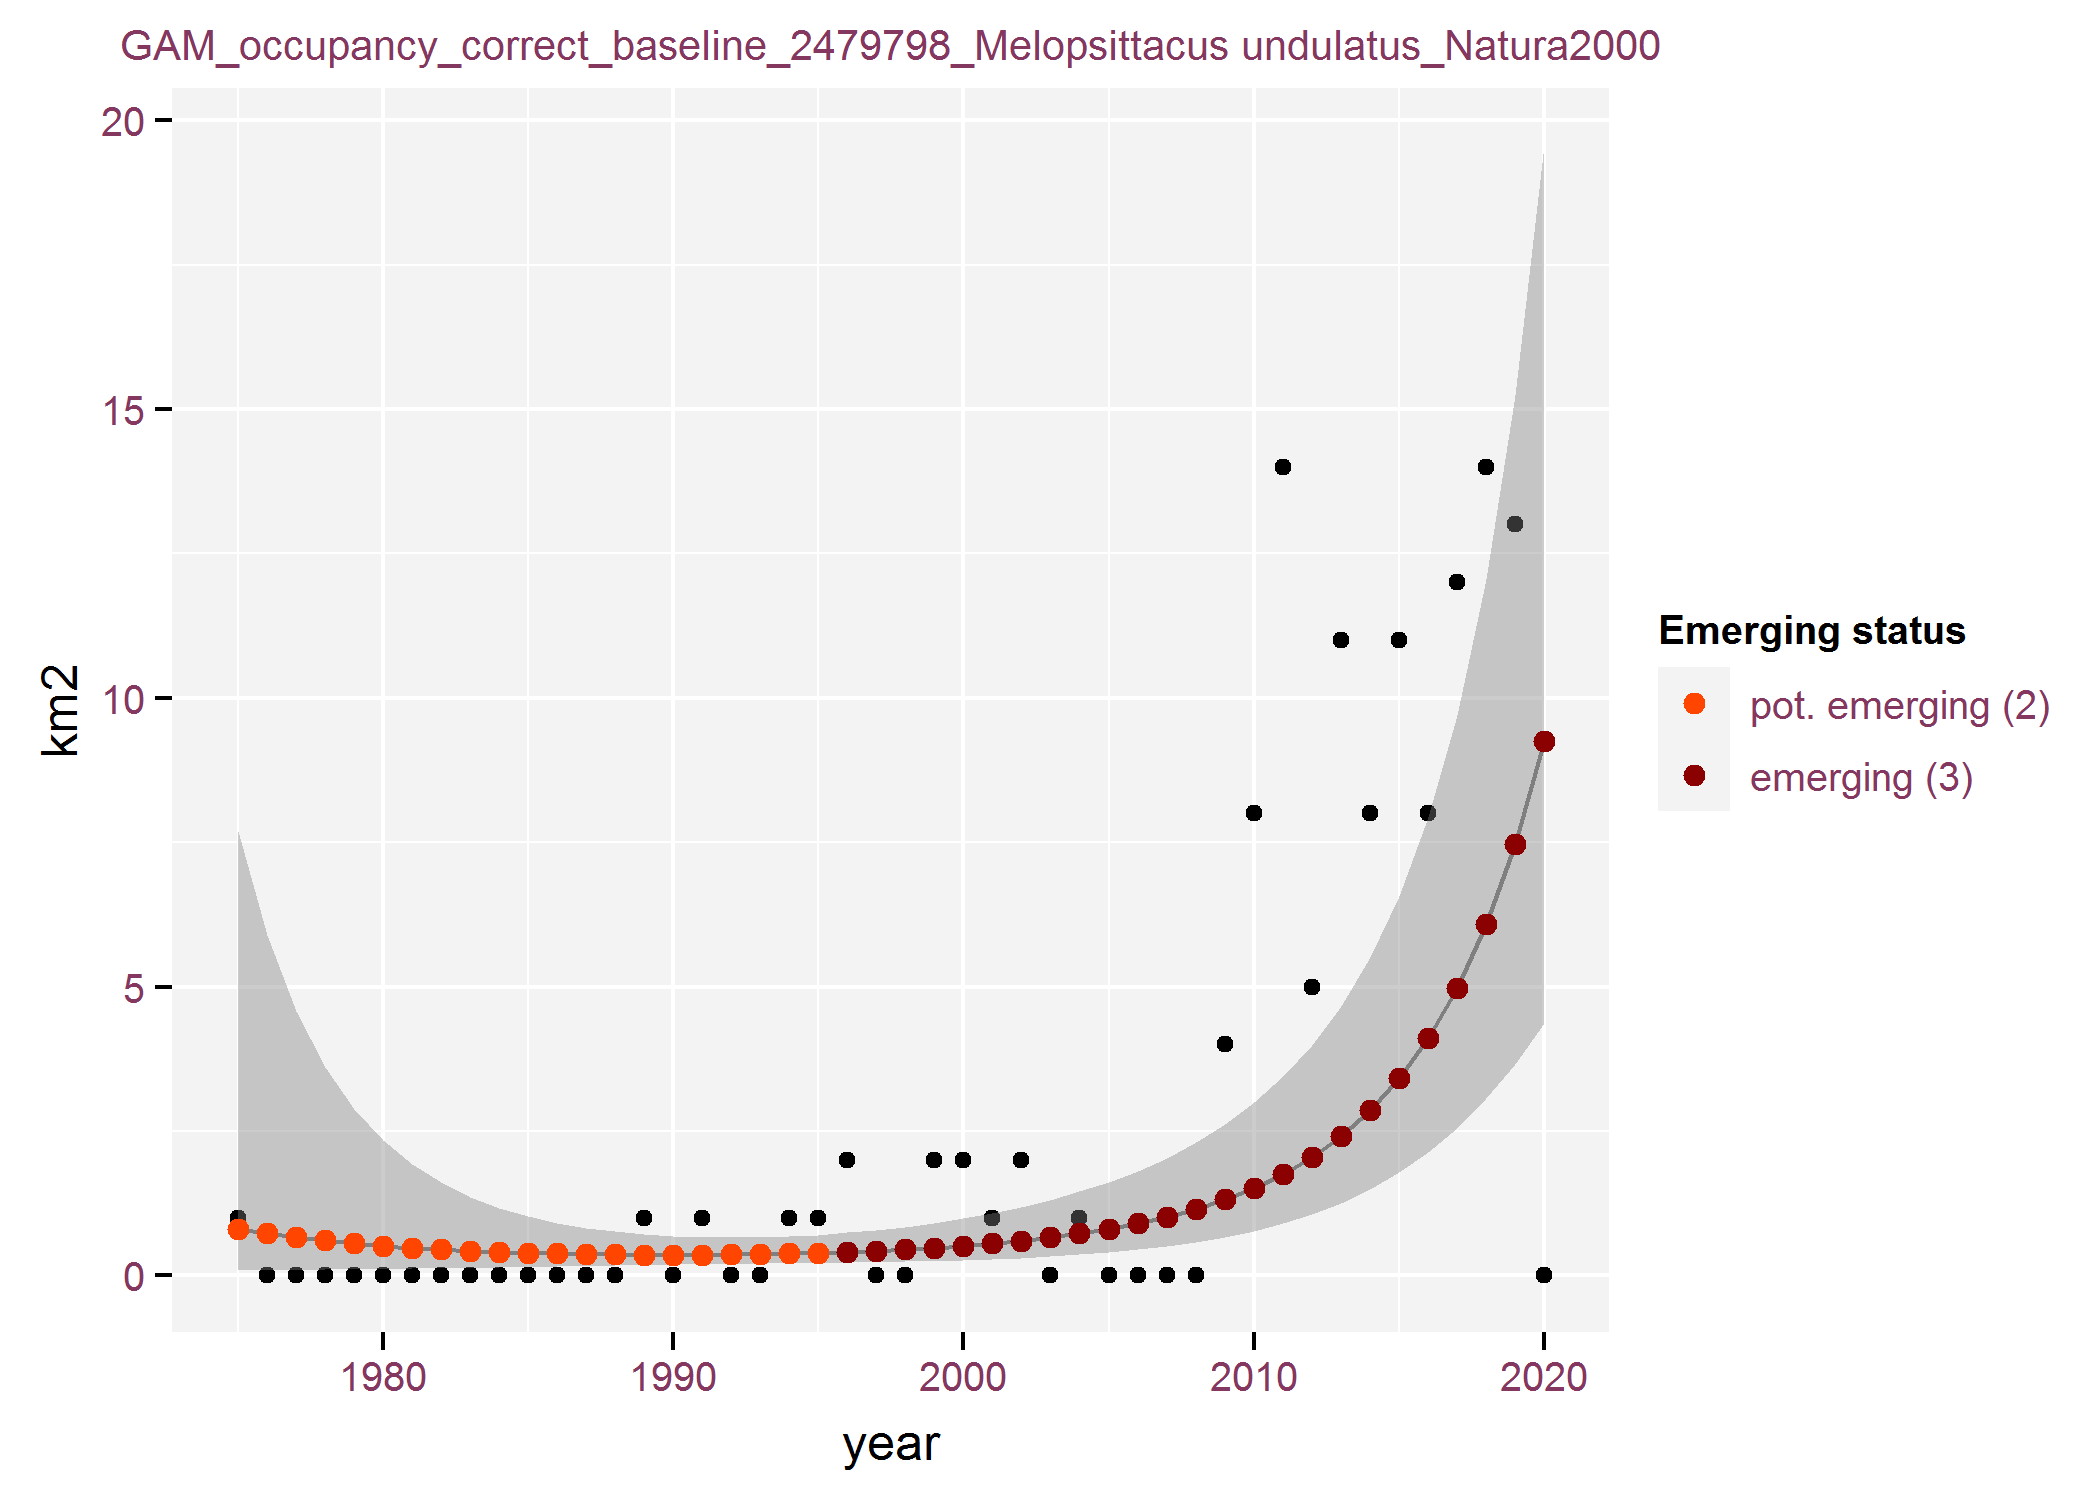 GAM_occupancy_correct_baseline_2479798_Melopsittacus undulatus_Natura2000
20
15
10
5
0
km2
1980
1990
2000
2010
2020
year
Emerging status
pot. emerging (2)
emerging (3)